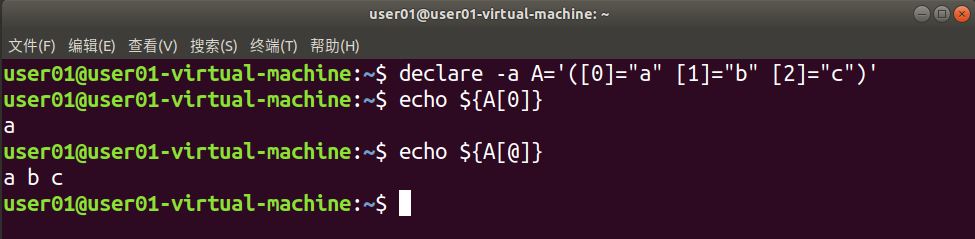 user01@user01-virtual-machine: ~
文件(F) 编辑(E) 查看(V) 搜索(S) 终端(T) 帮助(H)
user01@user01-virtual-machine:~$ declare -a A='([0]="a" [1]="b" [2]="c")'
user01@user01-virtual-machine:~$ echo ${A[0]}
a
user01@user01-virtual-machine:~$ echo ${A[@]}
a b c
user01@user01-virtual-machine:~$